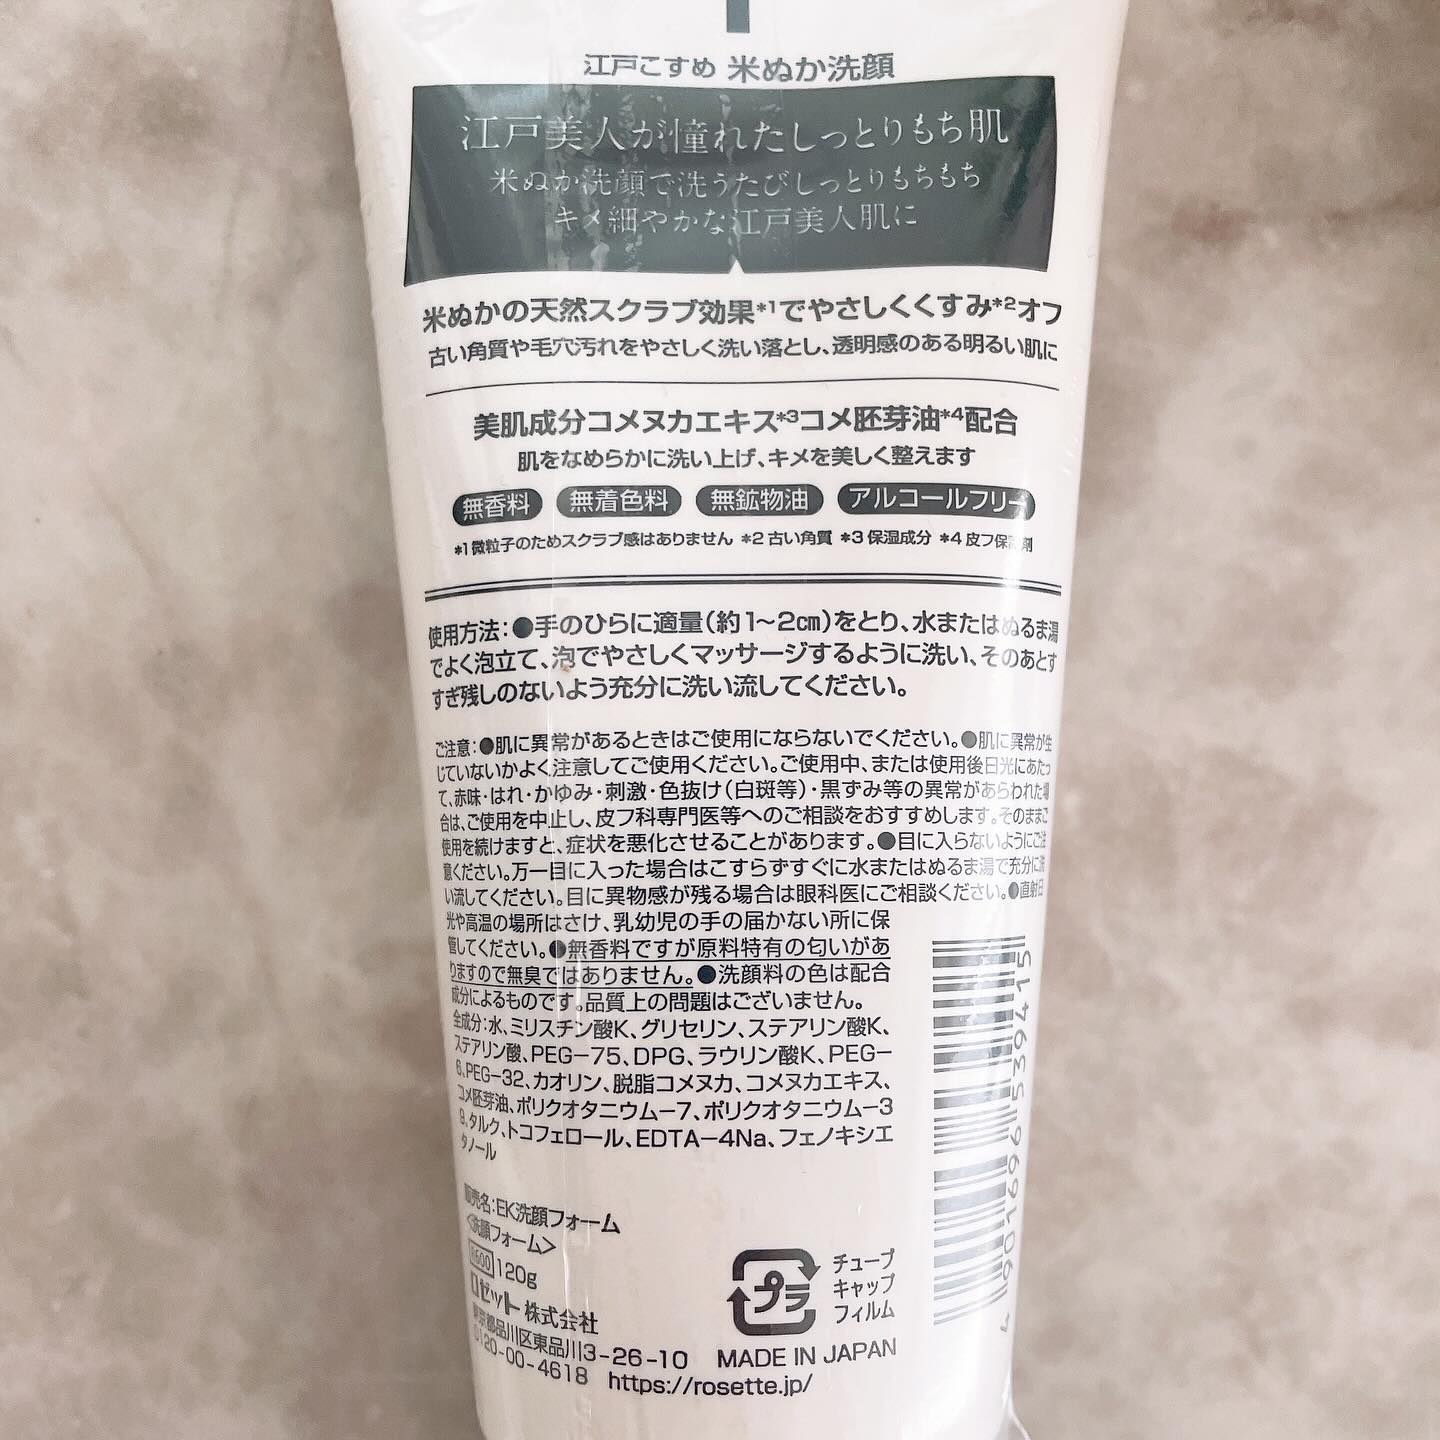 江戸こすめ 米ぬか洗顔
江戸美人が憧れたしっとりもち肌
米ぬか洗顔で洗うたびしっとりもちもち
キメ細やかな江戸美人肌に
米ぬかの天然スクラブ効果*1でやさしくくすみ*2オフ
古い角質や毛穴汚れをやさしく洗い落とし、透明感のある明るい肌に
美肌成分コメヌカエキス*3コメ胚芽油*4配合
肌をなめらかに洗い上げ、キメを美しく整えます
無香料 無着色料 無鉱物油 アルコールフリー
*1 微粒子のためスクラブ感はありません *2 古い角質 *3 保湿成分 *4 皮フ保護剤
使用方法：●手のひらに適量(約1〜2cm)をとり、水またはぬるま湯
でよく泡立て、泡でやさしくマッサージするように洗い、そのあとす
すぎ残しのないよう充分に洗い流してください。
ご注意：●肌に異常があるときはご使用にならないでください。●肌に異常が生
じていないかよく注意してご使用ください。ご使用中、または使用後日光にあたっ
て、赤味・はれ・かゆみ・刺激・色抜け(白斑等)・黒ずみ等の異常があらわれた場
合は、ご使用を中止し、皮フ科専門医等へのご相談をおすすめします。そのままご
使用を続けますと、症状を悪化させることがあります。●目に入らないようにご注
意ください。万一目に入った場合はこすらずすぐに水またはぬるま湯で充分に洗
い流してください。目に異物感が残る場合は眼科医にご相談ください。●直射日
光や高温の場所はさけ、乳幼児の手の届かない所に保
管してください。●無香料ですが原料特有の匂いがあ
りますので無臭ではありません。●洗顔料の色は配合
成分によるものです。品質上の問題はございません。
全成分：水、ミリスチン酸K、グリセリン、ステアリン酸K、
ステアリン酸、PEG-75、DPG、ラウリン酸K、PEG-
6、PEG-32、カオリン、脱脂コメヌカ、コメヌカエキス、
コメ胚芽油、ポリクオタニウム-7、ポリクオタニウム-3
9、タルク、トコフェロール、EDTA-4Na、フェノキシエ
タノール
販売名：EK洗顔フォーム
<洗顔フォーム>
R600 120g
ロゼット株式会社
東京都品川区東品川3-26-10
0120-00-4618 https://rosette.jp/
プラ
チューブ
キャップ
フィルム
MADE IN JAPAN
4 901696 539415